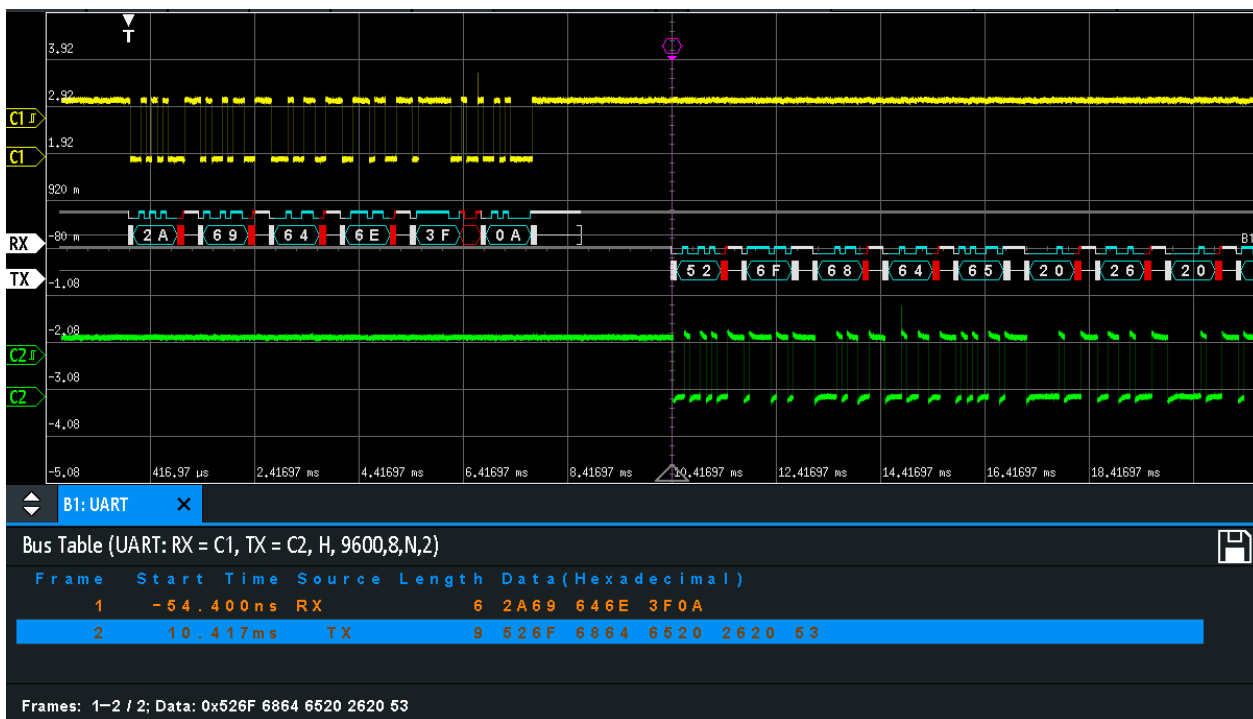 T
3.92
2.92
C1
1.92
C1
920 m
2A 69 64 6E 3F 0A
-80 m
RX
B1
52 6F 68 64 65 20 26 20
TX
-1.08
-2.08
C2
-3.08
C2
-4.08
-5.08 416.97 µs 2.41697 ms 4.41697 ms 6.41697 ms 8.41697 ms 10.41697 ms 12.41697 ms 14.41697 ms 16.41697 ms 18.41697 ms
B1: UART ×
Bus Table (UART: RX = C1, TX = C2, H, 9600,8,N,2)
Frame Start Time Source Length Data(Hexadecimal)
1 -54.400ns RX 6 2A69 646E 3F0A
2 10.417ms TX 9 526F 6864 6520 2620 53
Frames: 1-2 / 2; Data: 0x526F 6864 6520 2620 53